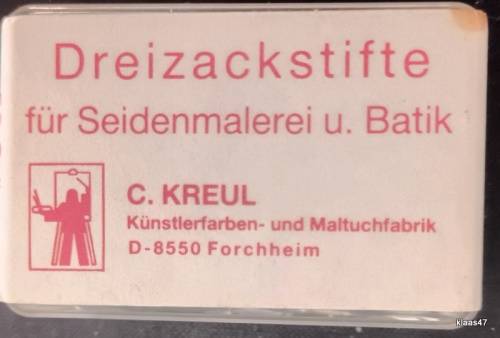 Dreizackstifte
für Seidenmalerei u. Batik
C. KREUL
Künstlerfarben- und Maltuchfabrik
D-8550 Forchheim
klaas47